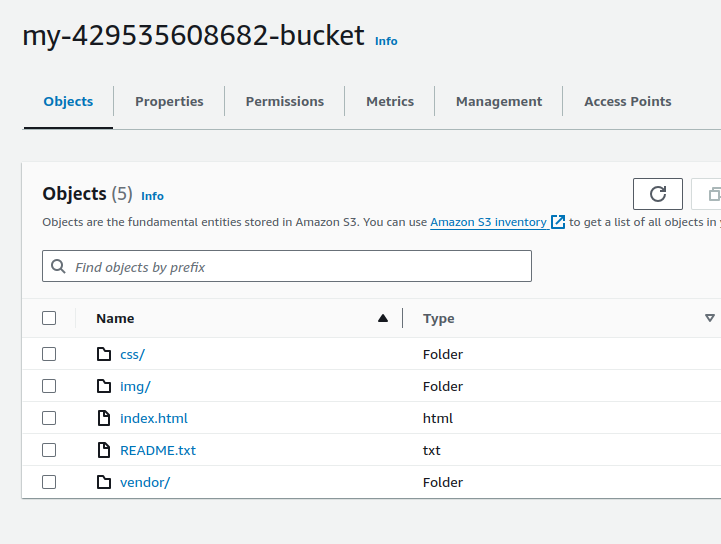 my-429535608682-bucket Info
Objects Properties Permissions Metrics Management Access Points
Objects (5) Info
Objects are the fundamental entities stored in Amazon S3. You can use Amazon S3 inventory to get a list of all objects in
Find objects by prefix
Name Type
css/ Folder
img/ Folder
index.html html
README.txt txt
vendor/ Folder